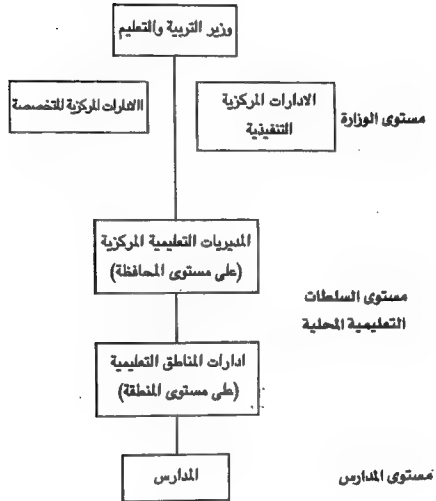 وزير التربية والتعليم
الادارات المركزية
التنفيذية
الادارات المركزية المتخصصة
مستوى الوزارة
المديريات التعليمية المركزية
(على مستوى المحافظة)
مستوى السلطات
التعليمية المحلية
ادارات المناطق التعليمية
(على مستوى المنطقة)
المدارس
مستوى المدارس